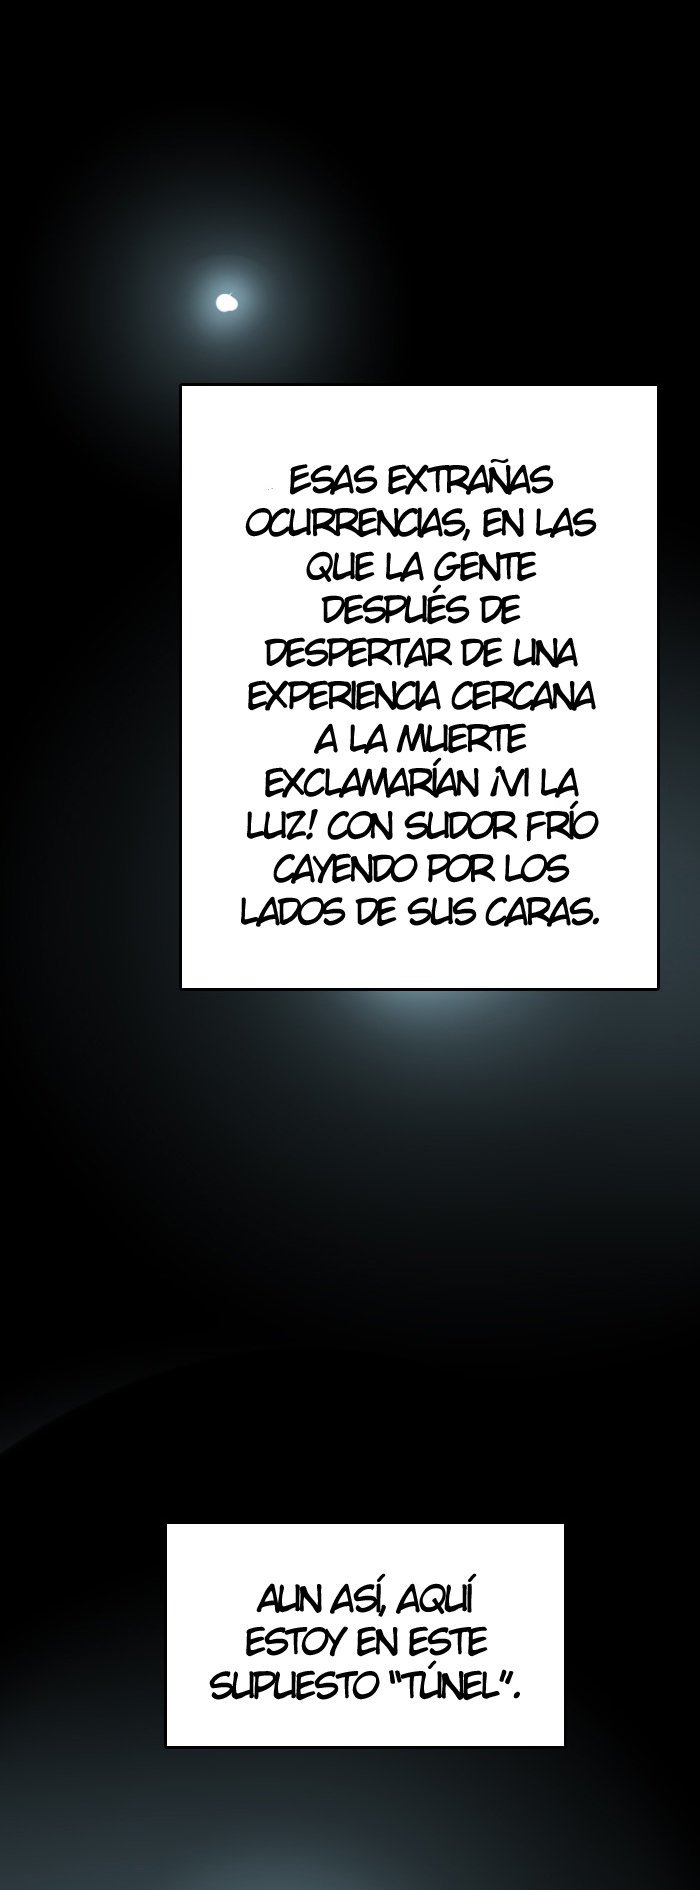 ESAS EXTRAÑAS
OCURRENCIAS, EN LAS
QUE LA GENTE
DESPUÉS DE
DESPERTAR DE UNA
EXPERIENCIA CERCANA
A LA MUERTE
EXCLAMARÍAN ¡VI LA
LUZ! CON SUDOR FRÍO
CAYENDO POR LOS
LADOS DE SUS CARAS.
AUN ASÍ, AQUÍ
ESTOY EN ESTE
SUPUESTO "TÚNEL".